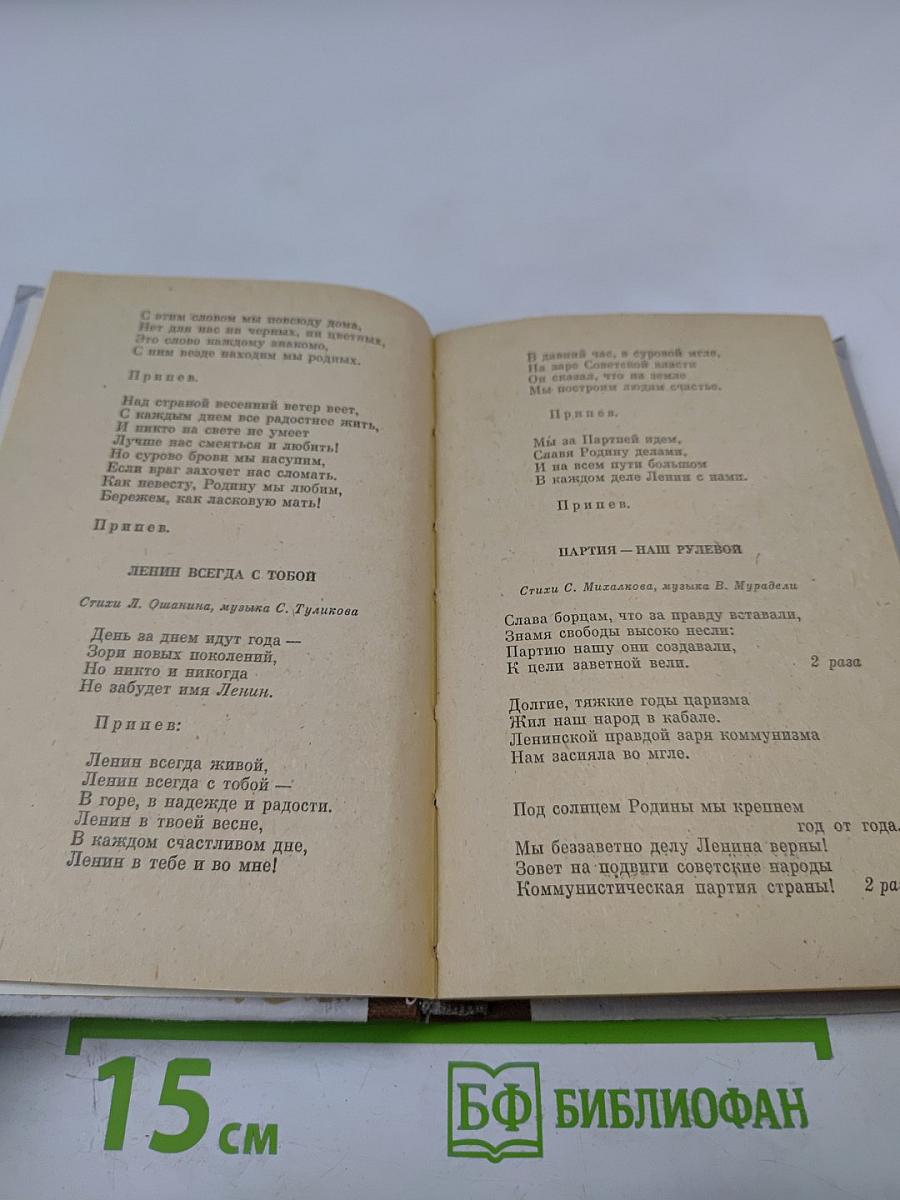 С этим словом мы повсюду дома,
Нет для нас ни черных, ни цветных,
Это слово каждому знакомо,
С ним везде находим мы родных.
Припев.
Над страной весенний ветер веет,
С каждым днем все радостнее жить,
И никто на свете не умеет
Лучше нас смеяться и любить!
Но сурово брови мы насупим,
Если враг захочет нас сломать.
Как невесту, Родину мы любим,
Бережем, как ласковую мать!
Припев.
ЛЕНИН ВСЕГДА С ТОБОЙ
Стихи Л. Ошанина, музыка С. Туликова
День за днем идут года —
Зори новых поколений,
Но никто и никогда
Не забудет имя Ленин.
Припев:
Ленин всегда живой,
Ленин всегда с тобой —
В горе, в надежде и радости.
Ленин в твоей весне,
В каждом счастливом дне,
Ленин в тебе и во мне!
В давний час, в суровой мгле,
На заре Советской власти
Он сказал, что на земле
Мы построим людям счастье.
Припев.
Мы за Партией идем,
Славя Родину делами,
И на всем пути большом
В каждом деле Ленин с нами.
Припев.
ПАРТИЯ — НАШ РУЛЕВОЙ
Стихи С. Михалкова, музыка В. Мурадели
Слава борцам, что за правду вставали,
Знамя свободы высоко несли:
Партию нашу они создавали,
К цели заветной вели. 2 раза
Долгие, тяжкие годы царизма
Жил наш народ в кабале.
Ленинской правдой заря коммунизма
Нам засияла во мгле.
Под солнцем Родины мы крепнем
год от года.
Мы беззаветно делу Ленина верны!
Зовет на подвиги советские народы
Коммунистическая партия страны! 2 раз
15 см
БФ БИБЛИОФАН